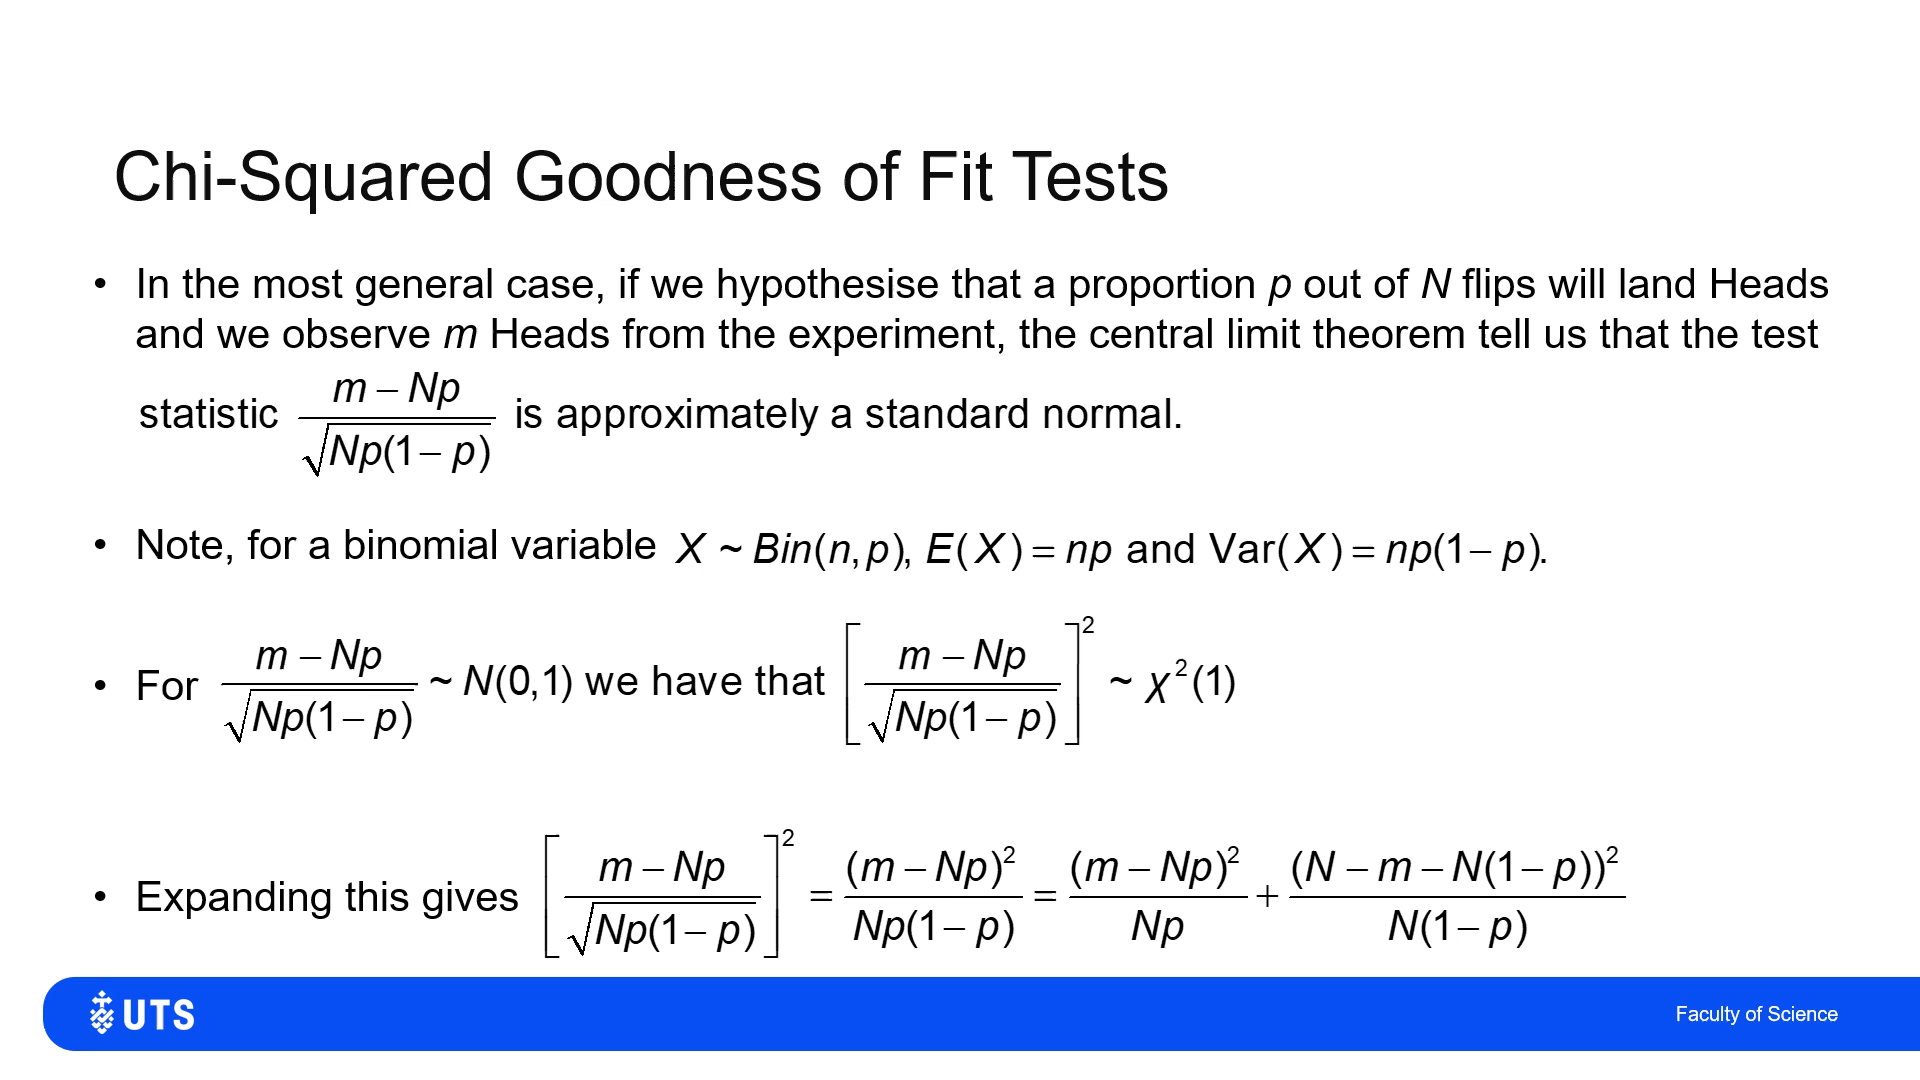 Chi-Squared Goodness of Fit Tests
• In the most general case, if we hypothesise that a proportion p out of N flips will land Heads
and we observe m Heads from the experiment, the central limit theorem tell us that the test
statistic (m − Np)/√(Np(1 − p)) is approximately a standard normal.
• Note, for a binomial variable X ~ Bin(n, p), E(X) = np and Var(X) = np(1 − p).
• For (m − Np)/√(Np(1 − p)) ~ N(0,1) we have that [(m − Np)/√(Np(1 − p))]² ~ χ²(1)
• Expanding this gives [(m − Np)/√(Np(1 − p))]² = (m − Np)²/(Np(1 − p)) = (m − Np)²/(Np) + (N − m − N(1 − p))²/(N(1 − p))
UTS
Faculty of Science